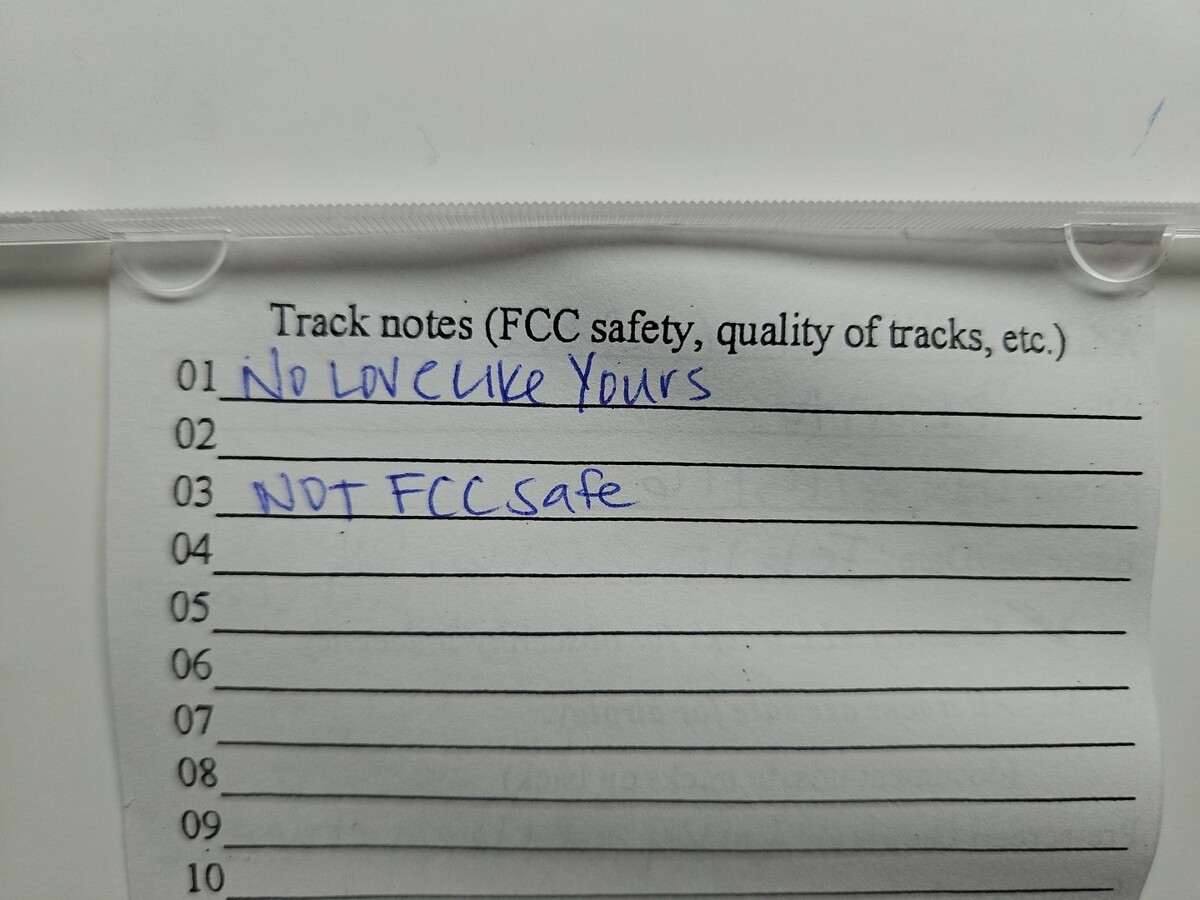 Track notes (FCC safety, quality of tracks, etc.)
01 No Love Like Yours
02
03 NOT FCC safe
04
05
06
07
08
09
10